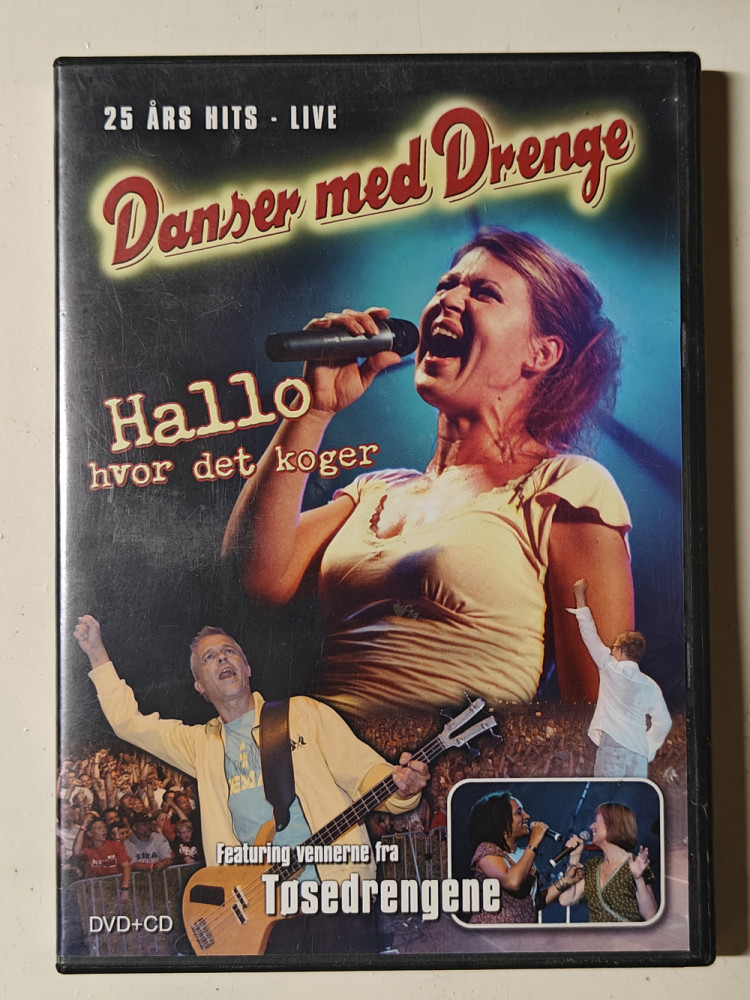 25 ÅRS HITS - LIVE
Danser med Drenge
Hallo
hvor det koger
Featuring vennerne fra
Tøsedrengene
DVD+CD